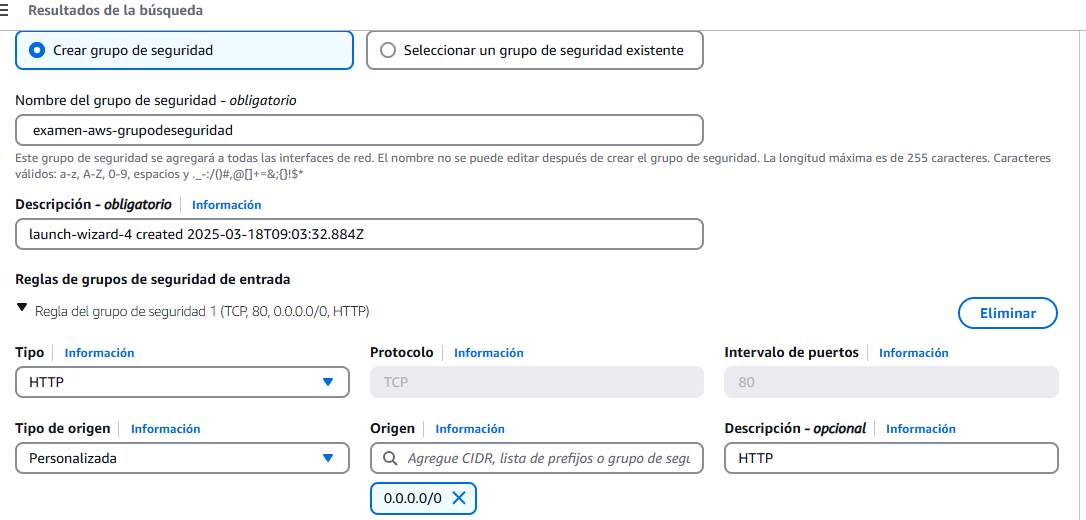 Resultados de la búsqueda
Crear grupo de seguridad
Seleccionar un grupo de seguridad existente
Nombre del grupo de seguridad - obligatorio
examen-aws-grupodeseguridad
Este grupo de seguridad se agregará a todas las interfaces de red. El nombre no se puede editar después de crear el grupo de seguridad. La longitud máxima es de 255 caracteres. Caracteres
válidos: a-z, A-Z, 0-9, espacios y ._-:/()#,@[]+=&;{}!$*
Descripción - obligatorio Información
launch-wizard-4 created 2025-03-18T09:03:32.884Z
Reglas de grupos de seguridad de entrada
Regla del grupo de seguridad 1 (TCP, 80, 0.0.0.0/0, HTTP)
Eliminar
Tipo Información
Protocolo Información
Intervalo de puertos Información
HTTP
TCP
80
Tipo de origen Información
Origen Información
Descripción - opcional Información
Personalizada
Agregue CIDR, lista de prefijos o grupo de segu
HTTP
0.0.0.0/0